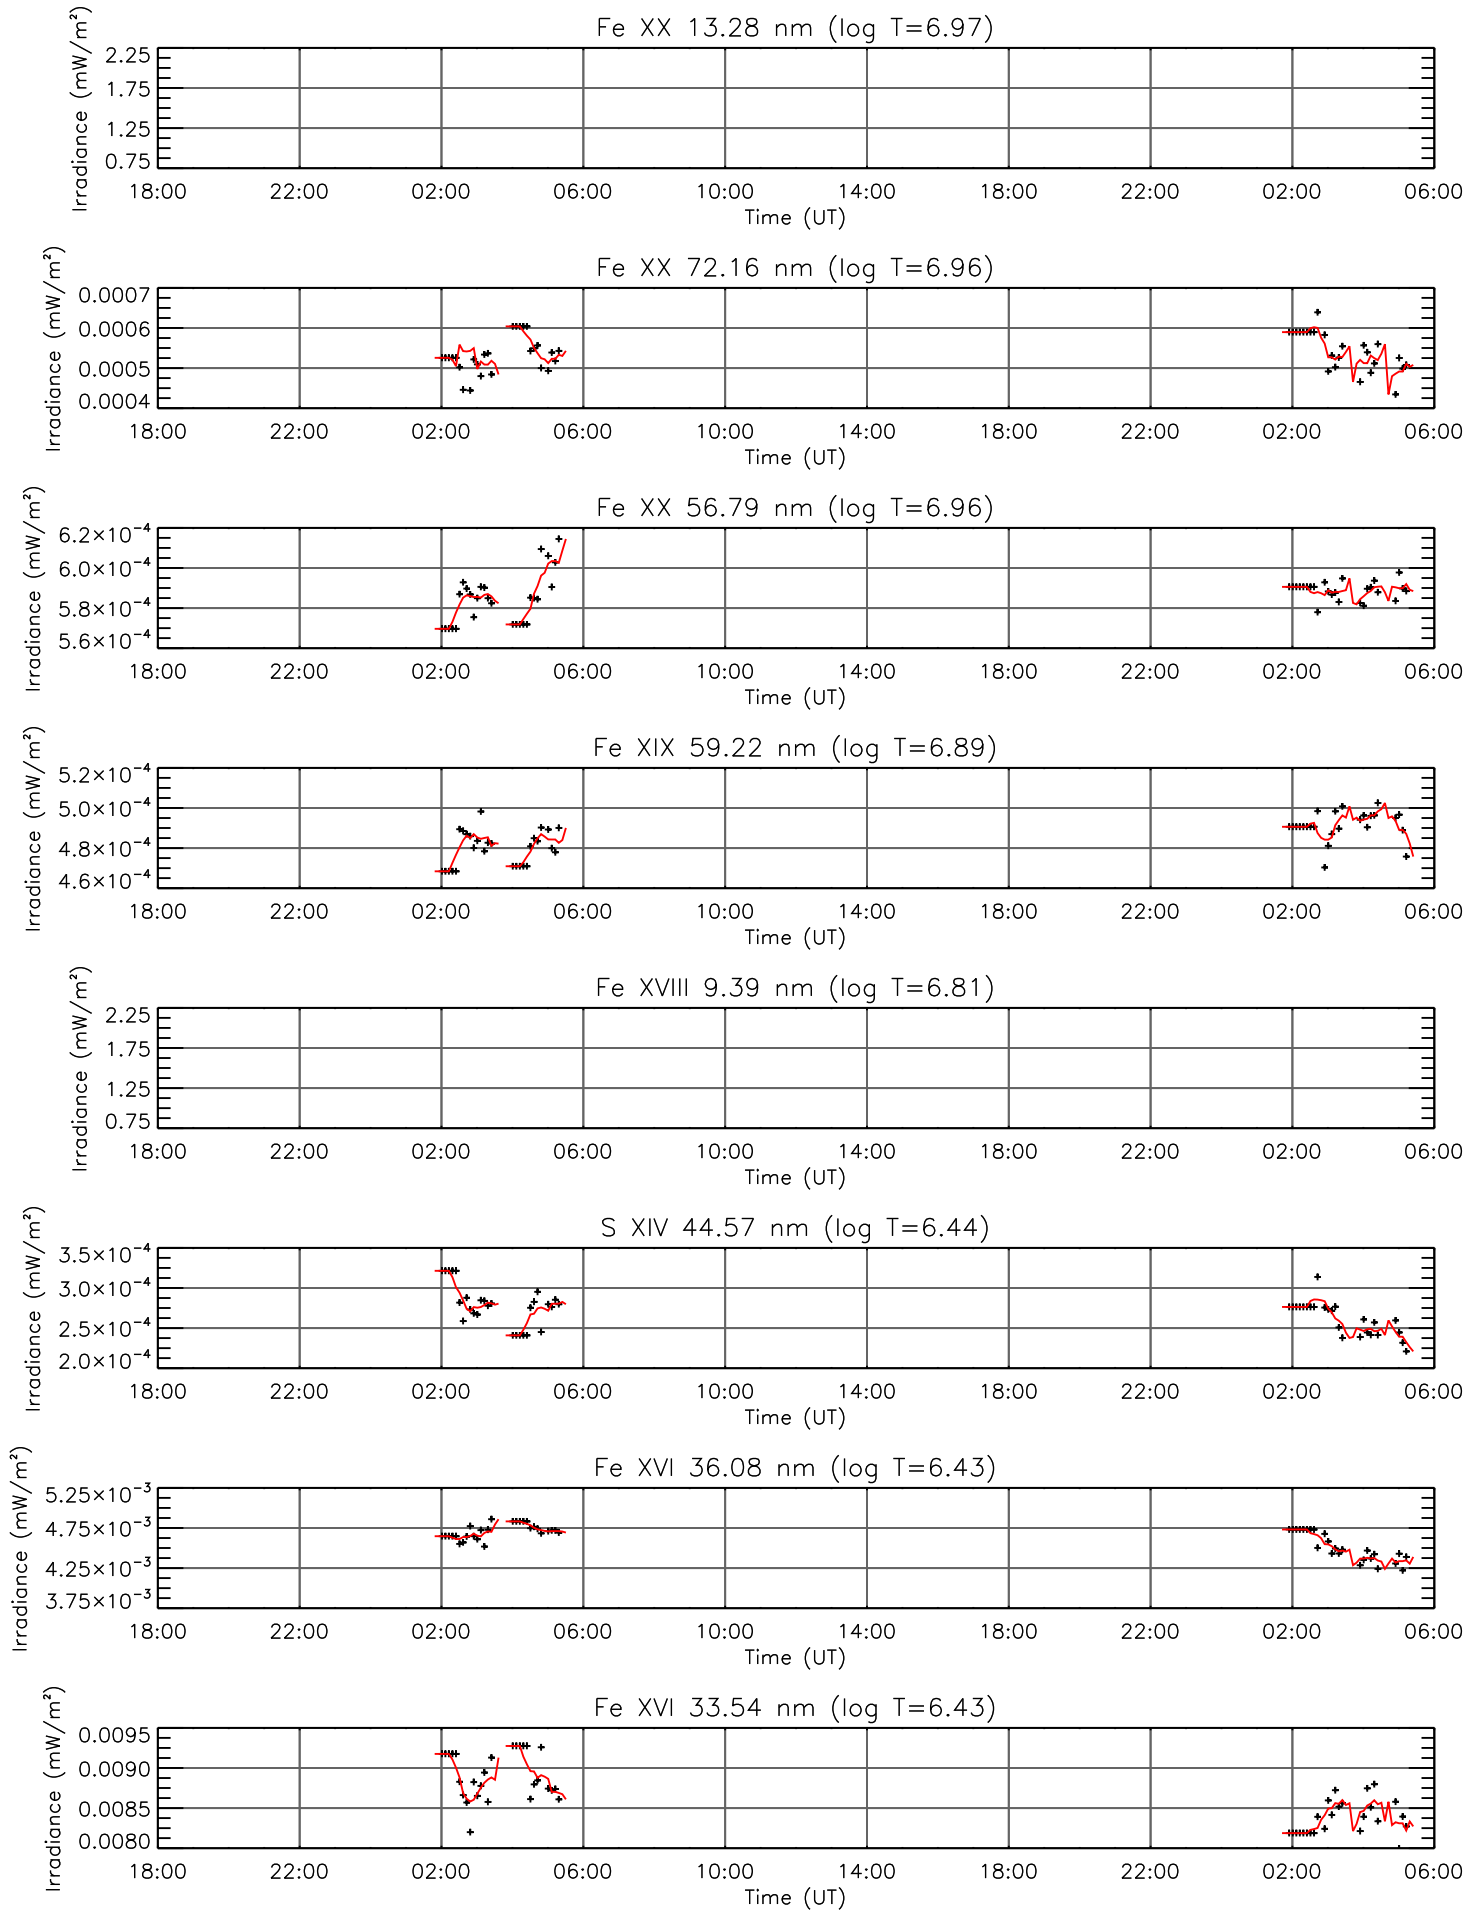 Fe XX 13.28 nm (log T=6.97)
Irradiance (mW/m²)
2.25
1.75
1.25
0.75
18:00 22:00 02:00 06:00 10:00 14:00 18:00 22:00 02:00 06:00
Time (UT)
Fe XX 72.16 nm (log T=6.96)
Irradiance (mW/m²)
0.0007
0.0006
0.0005
0.0004
18:00 22:00 02:00 06:00 10:00 14:00 18:00 22:00 02:00 06:00
Time (UT)
Fe XX 56.79 nm (log T=6.96)
Irradiance (mW/m²)
6.2×10⁻⁴
6.0×10⁻⁴
5.8×10⁻⁴
5.6×10⁻⁴
18:00 22:00 02:00 06:00 10:00 14:00 18:00 22:00 02:00 06:00
Time (UT)
Fe XIX 59.22 nm (log T=6.89)
Irradiance (mW/m²)
5.2×10⁻⁴
5.0×10⁻⁴
4.8×10⁻⁴
4.6×10⁻⁴
18:00 22:00 02:00 06:00 10:00 14:00 18:00 22:00 02:00 06:00
Time (UT)
Fe XVIII 9.39 nm (log T=6.81)
Irradiance (mW/m²)
2.25
1.75
1.25
0.75
18:00 22:00 02:00 06:00 10:00 14:00 18:00 22:00 02:00 06:00
Time (UT)
S XIV 44.57 nm (log T=6.44)
Irradiance (mW/m²)
3.5×10⁻⁴
3.0×10⁻⁴
2.5×10⁻⁴
2.0×10⁻⁴
18:00 22:00 02:00 06:00 10:00 14:00 18:00 22:00 02:00 06:00
Time (UT)
Fe XVI 36.08 nm (log T=6.43)
Irradiance (mW/m²)
5.25×10⁻³
4.75×10⁻³
4.25×10⁻³
3.75×10⁻³
18:00 22:00 02:00 06:00 10:00 14:00 18:00 22:00 02:00 06:00
Time (UT)
Fe XVI 33.54 nm (log T=6.43)
Irradiance (mW/m²)
0.0095
0.0090
0.0085
0.0080
18:00 22:00 02:00 06:00 10:00 14:00 18:00 22:00 02:00 06:00
Time (UT)